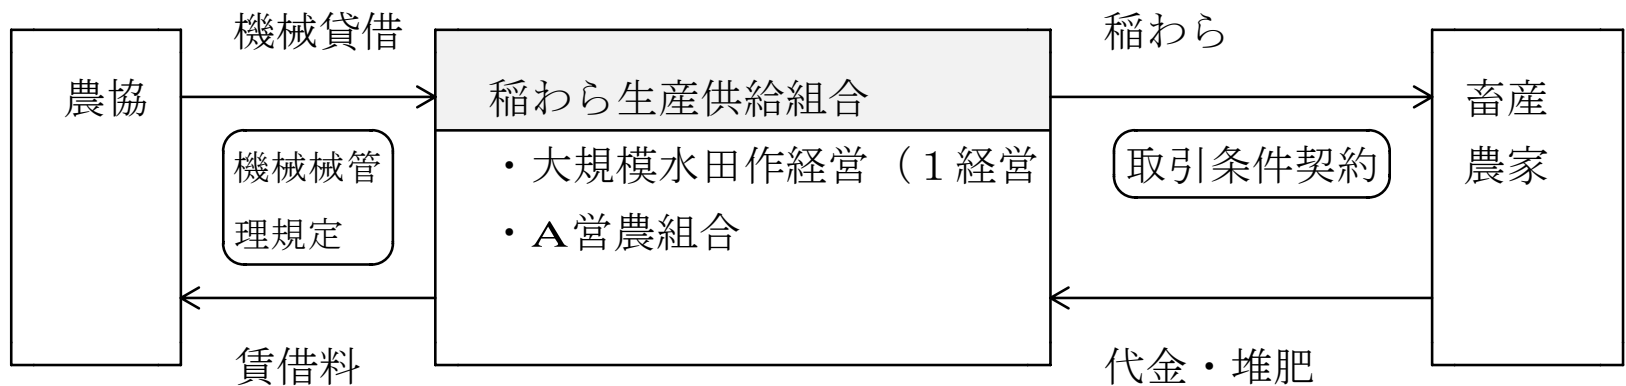 機械貸借
稲わら
農協
稲わら生産供給組合
畜産
農家
機械械管
理規定
・大規模水田作経営（１経営
・A営農組合
取引条件契約
賃借料
代金・堆肥